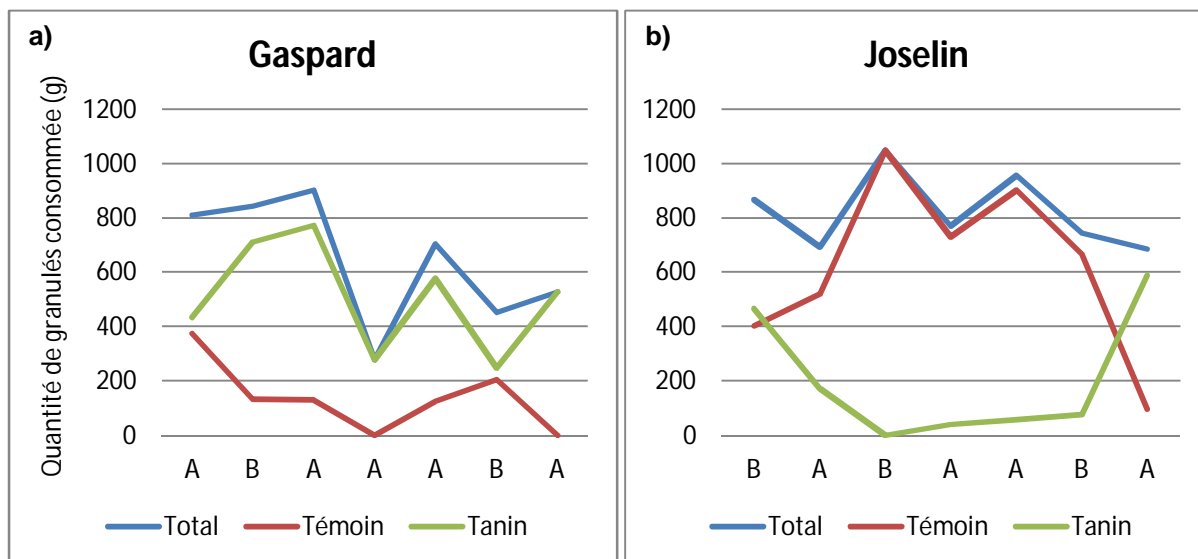 a)
Gaspard
Quantité de granulés consommée (g)
1200
1000
800
600
400
200
0
A B A A A B A
Total Témoin Tanin
b)
Joselin
1200
1000
800
600
400
200
0
B A B A A B A
Total Témoin Tanin